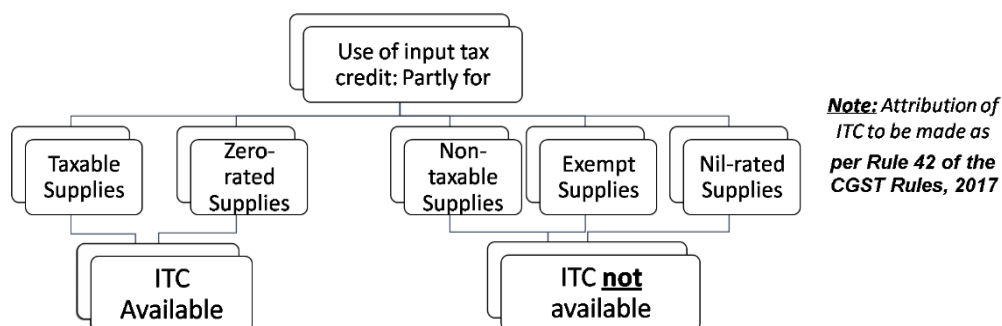 Use of input tax
credit: Partly for
Note: Attribution of
ITC to be made as
per Rule 42 of the
CGST Rules, 2017
Taxable
Supplies
Zero-
rated
Supplies
Non-
taxable
Supplies
Exempt
Supplies
Nil-rated
Supplies
ITC
Available
ITC not
available